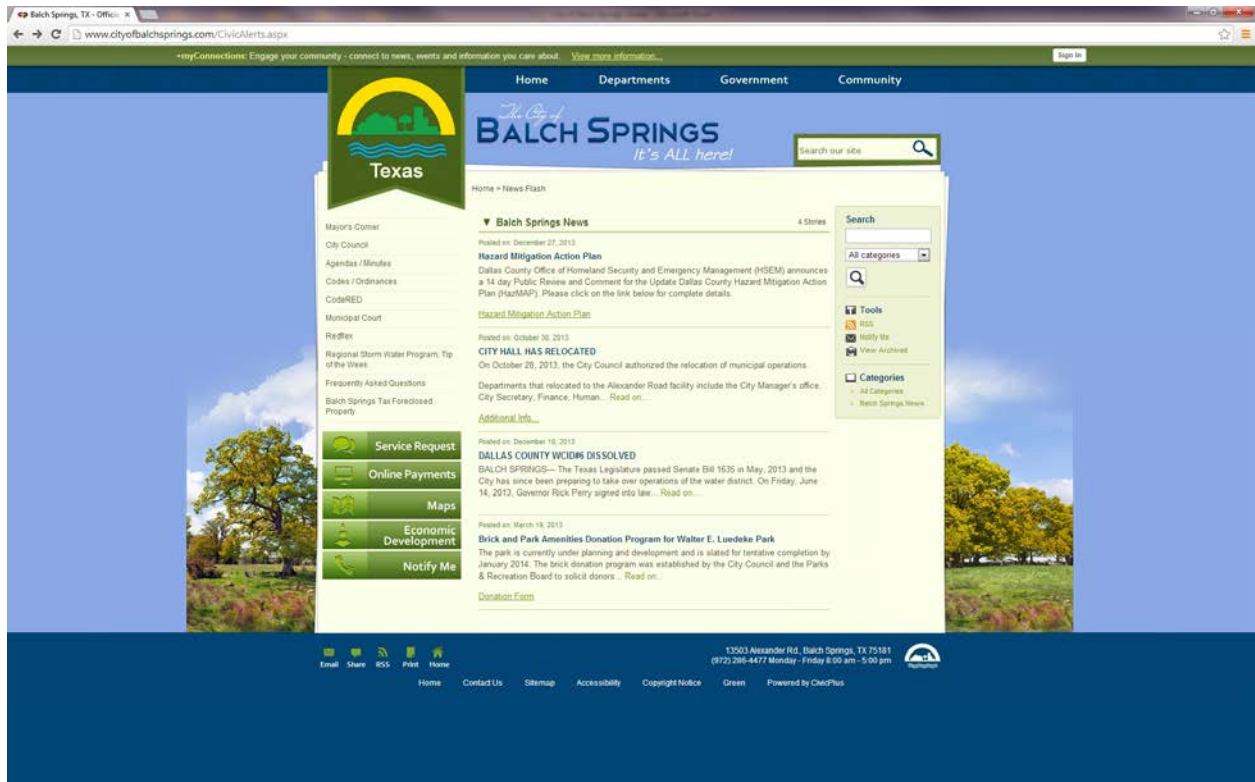 Balch Springs, TX - Offici
www.cityofbalchsprings.com/CivicAlerts.aspx
myConnections: Engage your community - connect to news, events and information you care about. View more information...
Sign In
Home Departments Government Community
The City of
BALCH SPRINGS
It's ALL here!
Search our site
Texas
Home > News Flash
Mayor's Corner
City Council
Agendas / Minutes
Codes / Ordinances
CodeRED
Municipal Court
Redflex
Regional Storm Water Program, Tip
of the Week
Frequently Asked Questions
Balch Springs Tax Foreclosed
Property
Service Request
Online Payments
Maps
Economic
Development
Notify Me
▼ Balch Springs News 4 Stories
Posted on: December 27, 2013
Hazard Mitigation Action Plan
Dallas County Office of Homeland Security and Emergency Management (HSEM) announces
a 14 day Public Review and Comment for the Update Dallas County Hazard Mitigation Action
Plan (HazMAP). Please click on the link below for complete details.
Hazard Mitigation Action Plan
Posted on: October 30, 2013
CITY HALL HAS RELOCATED
On October 28, 2013, the City Council authorized the relocation of municipal operations.
Departments that relocated to the Alexander Road facility include the City Manager's office,
City Secretary, Finance, Human... Read on...
Additional Info...
Posted on: December 10, 2013
DALLAS COUNTY WCID#6 DISSOLVED
BALCH SPRINGS— The Texas Legislature passed Senate Bill 1635 in May, 2013 and the
City has since been preparing to take over operations of the water district. On Friday, June
14, 2013, Governor Rick Perry signed into law... Read on...
Posted on: March 19, 2013
Brick and Park Amenities Donation Program for Walter E. Luedeke Park
The park is currently under planning and development and is slated for tentative completion by
January 2014. The brick donation program was established by the City Council and the Parks
& Recreation Board to solicit donors... Read on...
Donation Form
Search
All categories
Tools
RSS
Notify Me
View Archived
Categories
All Categories
Balch Springs News
Email Share RSS Print Home
13503 Alexander Rd., Balch Springs, TX 75181
(972) 286-4477 Monday - Friday 8:00 am - 5:00 pm
Home Contact Us Sitemap Accessibility Copyright Notice Green Powered by CivicPlus